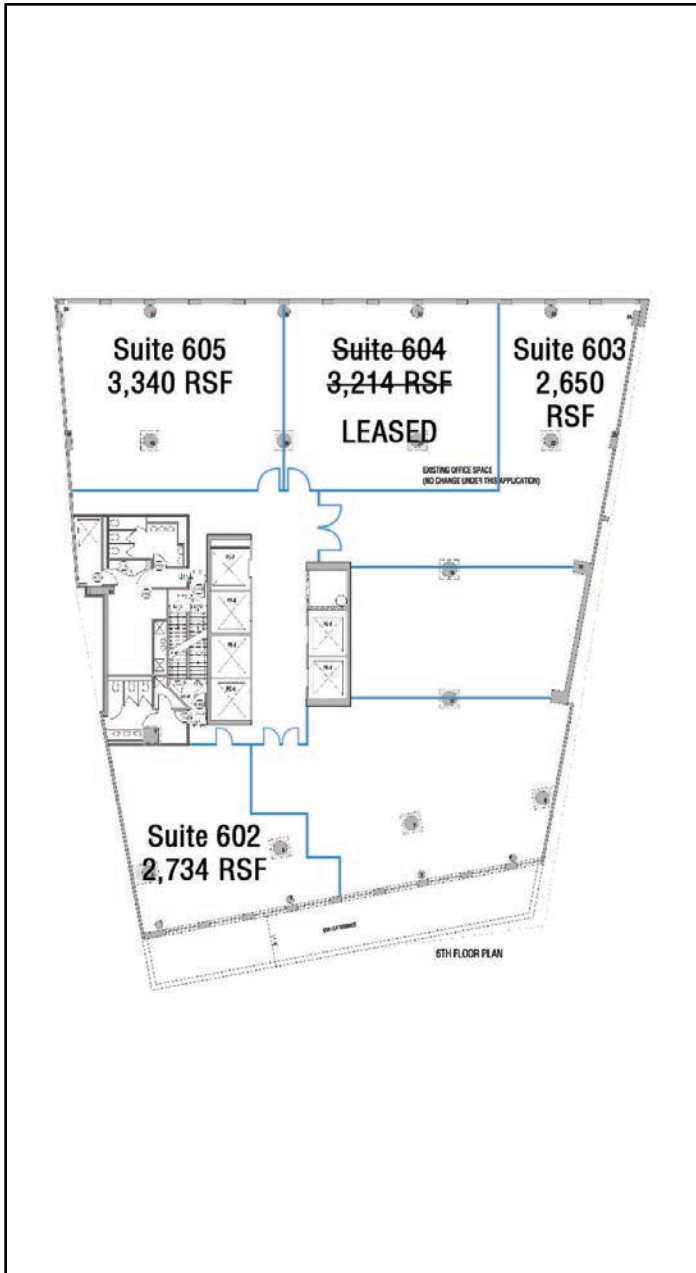 Suite 605
3,340 RSF
Suite 604
3,214 RSF
LEASED
Suite 603
2,650
RSF
EXISTING OFFICE SPACE
(NO CHANGE UNDER THIS APPLICATION)
Suite 602
2,734 RSF
6TH FLOOR PLAN